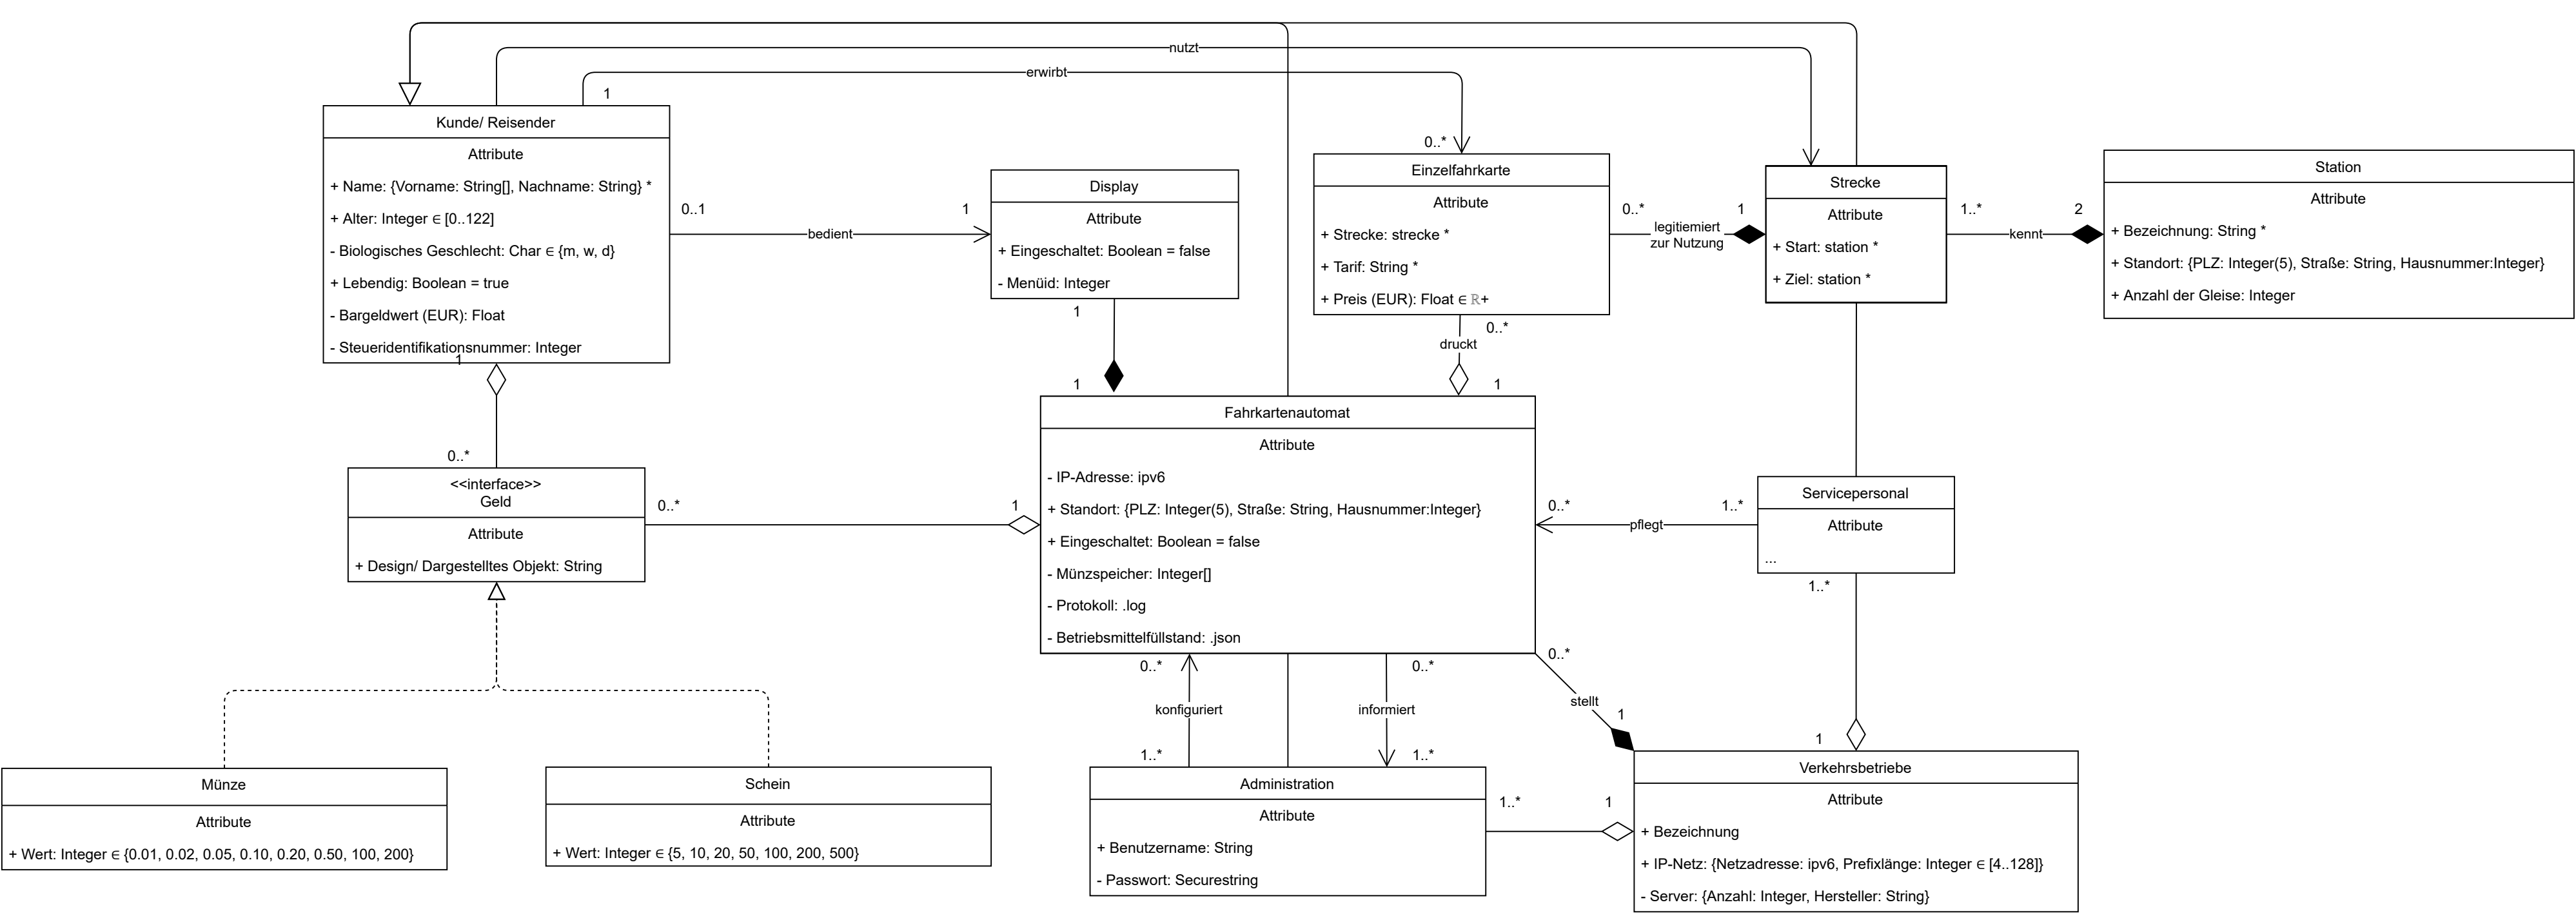 nutzt
erwirbt
1
Kunde/ Reisender
Attribute
+ Name: {Vorname: String[], Nachname: String} *
+ Alter: Integer ∈ [0..122]
- Biologisches Geschlecht: Char ∈ {m, w, d}
+ Lebendig: Boolean = true
- Bargeldwert (EUR): Float
- Steueridentifikationsnummer: Integer
1
0..1
bedient
1
Display
Attribute
+ Eingeschaltet: Boolean = false
- Menüid: Integer
1
1
0..*
Einzelfahrkarte
Attribute
+ Strecke: strecke *
+ Tarif: String *
+ Preis (EUR): Float ∈ ℝ+
0..*
druckt
1
0..*
legitiemiert
zur Nutzung
1
Strecke
Attribute
+ Start: station *
+ Ziel: station *
1..*
kennt
2
Station
Attribute
+ Bezeichnung: String *
+ Standort: {PLZ: Integer(5), Straße: String, Hausnummer:Integer}
+ Anzahl der Gleise: Integer
0..*
<<interface>>
Geld
Attribute
+ Design/ Dargestelltes Objekt: String
0..*
1
Fahrkartenautomat
Attribute
- IP-Adresse: ipv6
+ Standort: {PLZ: Integer(5), Straße: String, Hausnummer:Integer}
+ Eingeschaltet: Boolean = false
- Münzspeicher: Integer[]
- Protokoll: .log
- Betriebsmittelfüllstand: .json
0..*
pflegt
1..*
Servicepersonal
Attribute
...
1..*
0..*
konfiguriert
1..*
0..*
informiert
1..*
0..*
stellt
1
1
Münze
Attribute
+ Wert: Integer ∈ {0.01, 0.02, 0.05, 0.10, 0.20, 0.50, 100, 200}
Schein
Attribute
+ Wert: Integer ∈ {5, 10, 20, 50, 100, 200, 500}
Administration
Attribute
+ Benutzername: String
- Passwort: Securestring
1..*
1
Verkehrsbetriebe
Attribute
+ Bezeichnung
+ IP-Netz: {Netzadresse: ipv6, Prefixlänge: Integer ∈ [4..128]}
- Server: {Anzahl: Integer, Hersteller: String}